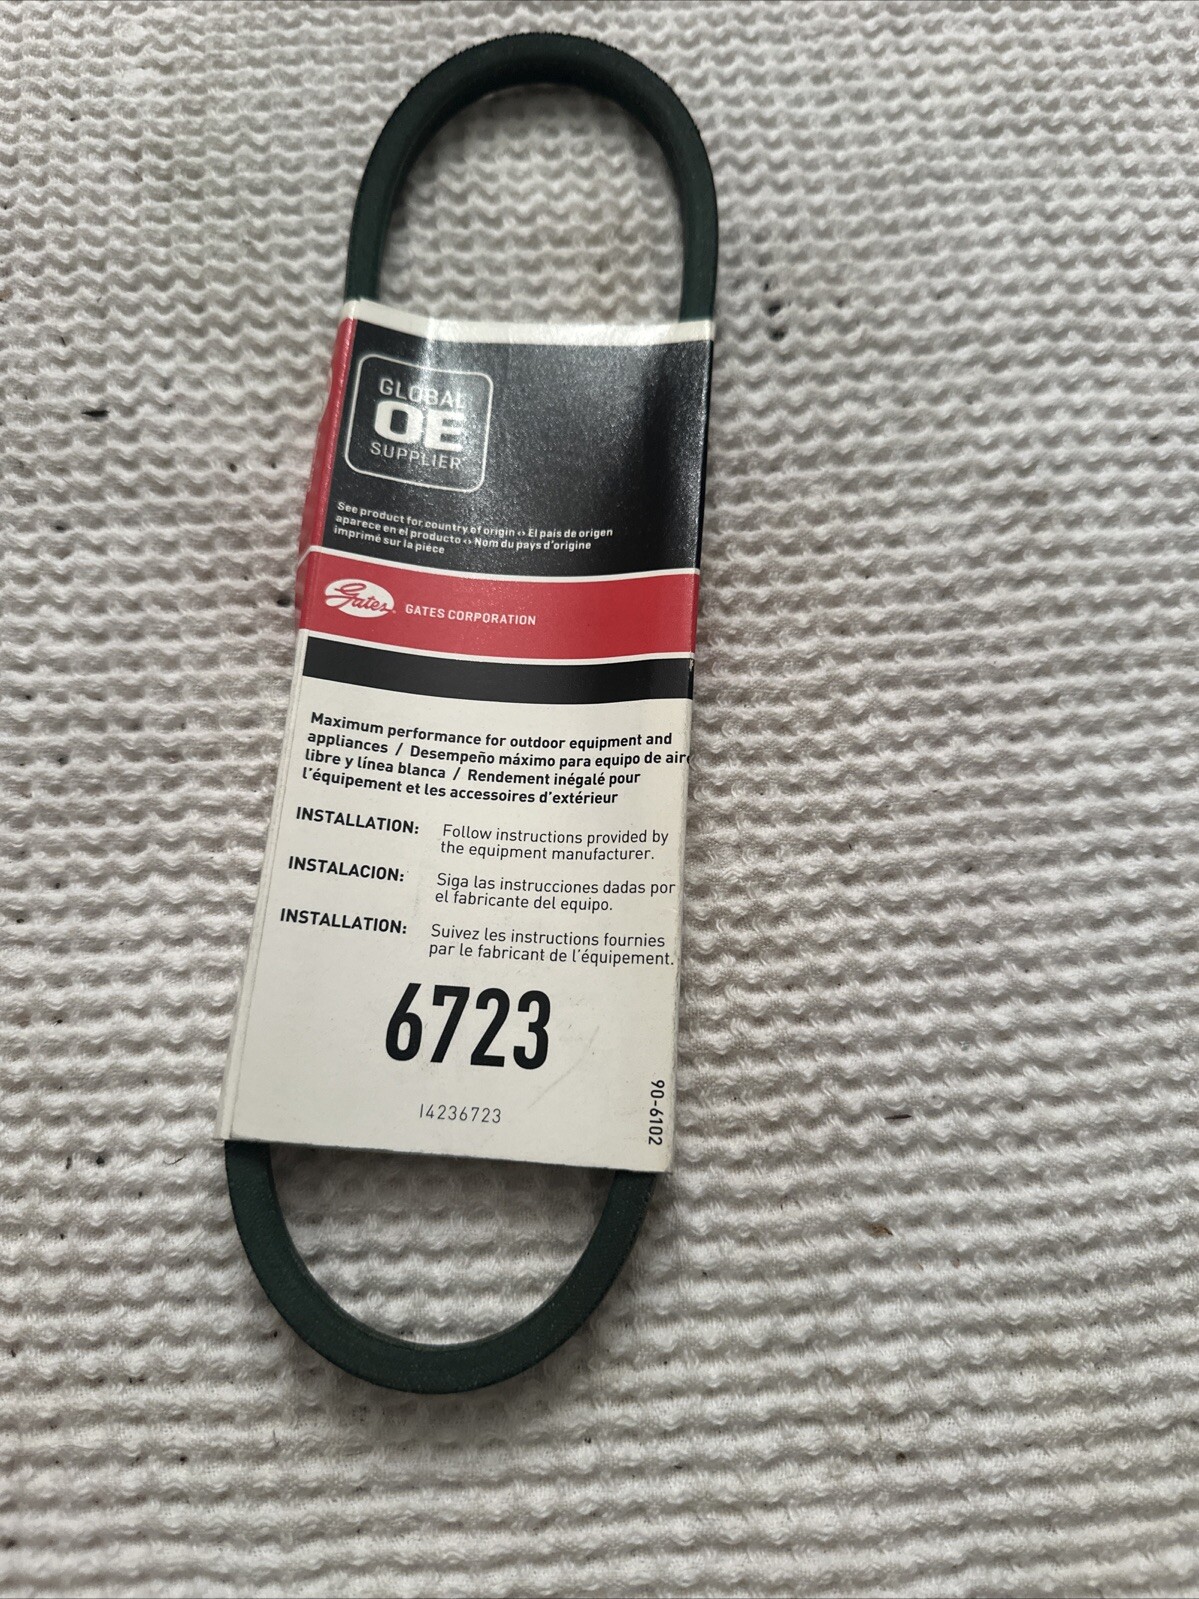 GLOBAL
OE
SUPPLIER
See product for country of origin <> El pais de origen
aparece en el producto <> Nom du pays d'origine
imprimé sur la piéce
Gates
GATES CORPORATION
Maximum performance for outdoor equipment and
appliances / Desempeño máximo para equipo de aire
libre y línea blanca / Rendement inégalé pour
l'équipement et les accessoires d'extérieur
INSTALLATION: Follow instructions provided by
the equipment manufacturer.
INSTALACION: Siga las instrucciones dadas por
el fabricante del equipo.
INSTALLATION: Suivez les instructions fournies
par le fabricant de l'équipement.
6723
14236723
90-6102